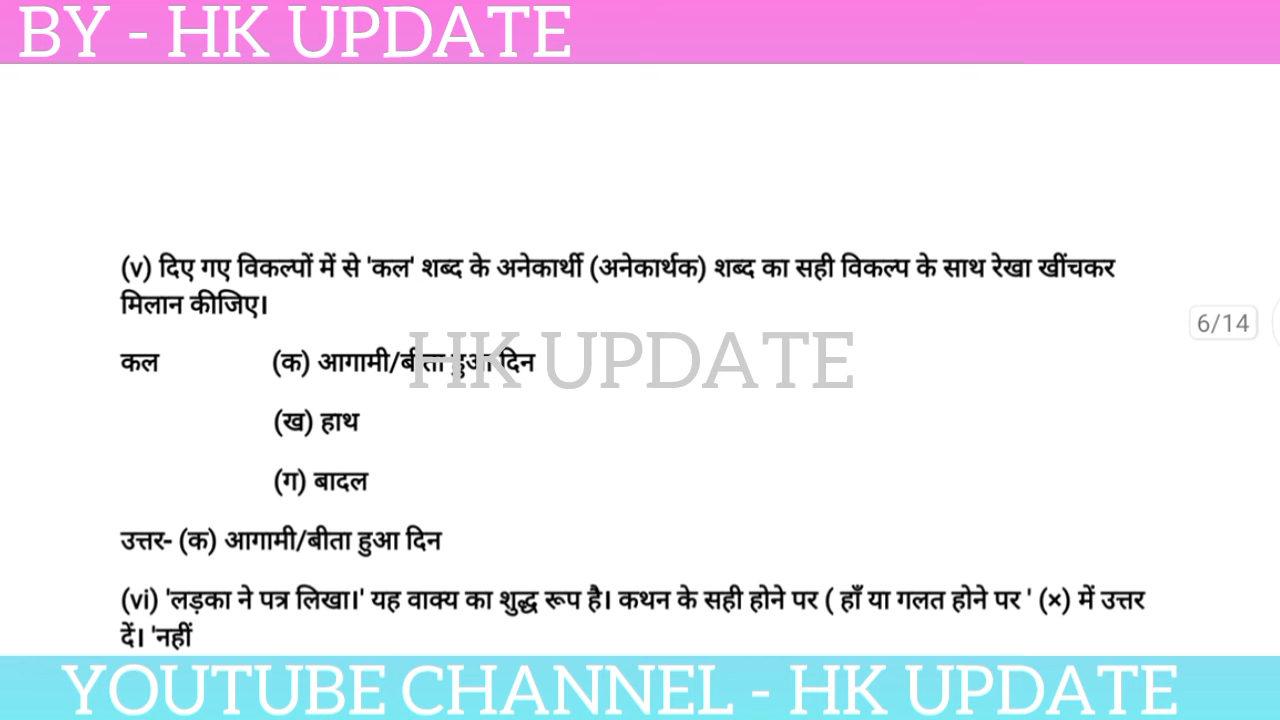 BY - HK UPDATE
(v) दिए गए विकल्पों में से 'कल' शब्द के अनेकार्थी (अनेकार्थक) शब्द का सही विकल्प के साथ रेखा खींचकर
मिलान कीजिए।
6/14
कल (क) आगामी/बीता हुआ दिन
HK UPDATE
(ख) हाथ
(ग) बादल
उत्तर- (क) आगामी/बीता हुआ दिन
(vi) 'लड़का ने पत्र लिखा।' यह वाक्य का शुद्ध रूप है। कथन के सही होने पर ( हाँ या गलत होने पर ' (×) में उत्तर
दें। 'नहीं
YOUTUBE CHANNEL - HK UPDATE